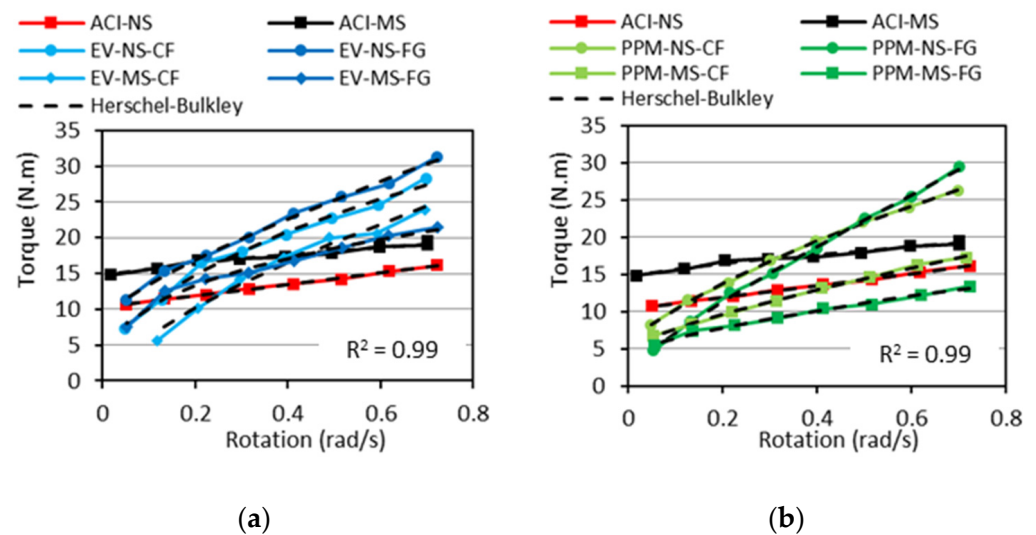 ACI-NS ACI-MS
EV-NS-CF EV-NS-FG
EV-MS-CF EV-MS-FG
Herschel-Bulkley
35
30
25
20
15
10
5
0
Torque (N.m)
R² = 0.99
0 0.2 0.4 0.6 0.8
Rotation (rad/s)
(a)
ACI-NS ACI-MS
PPM-NS-CF PPM-NS-FG
PPM-MS-CF PPM-MS-FG
Herschel-Bulkley
35
30
25
20
15
10
5
0
Torque (N.m)
R² = 0.99
0 0.2 0.4 0.6 0.8
Rotation (rad/s)
(b)